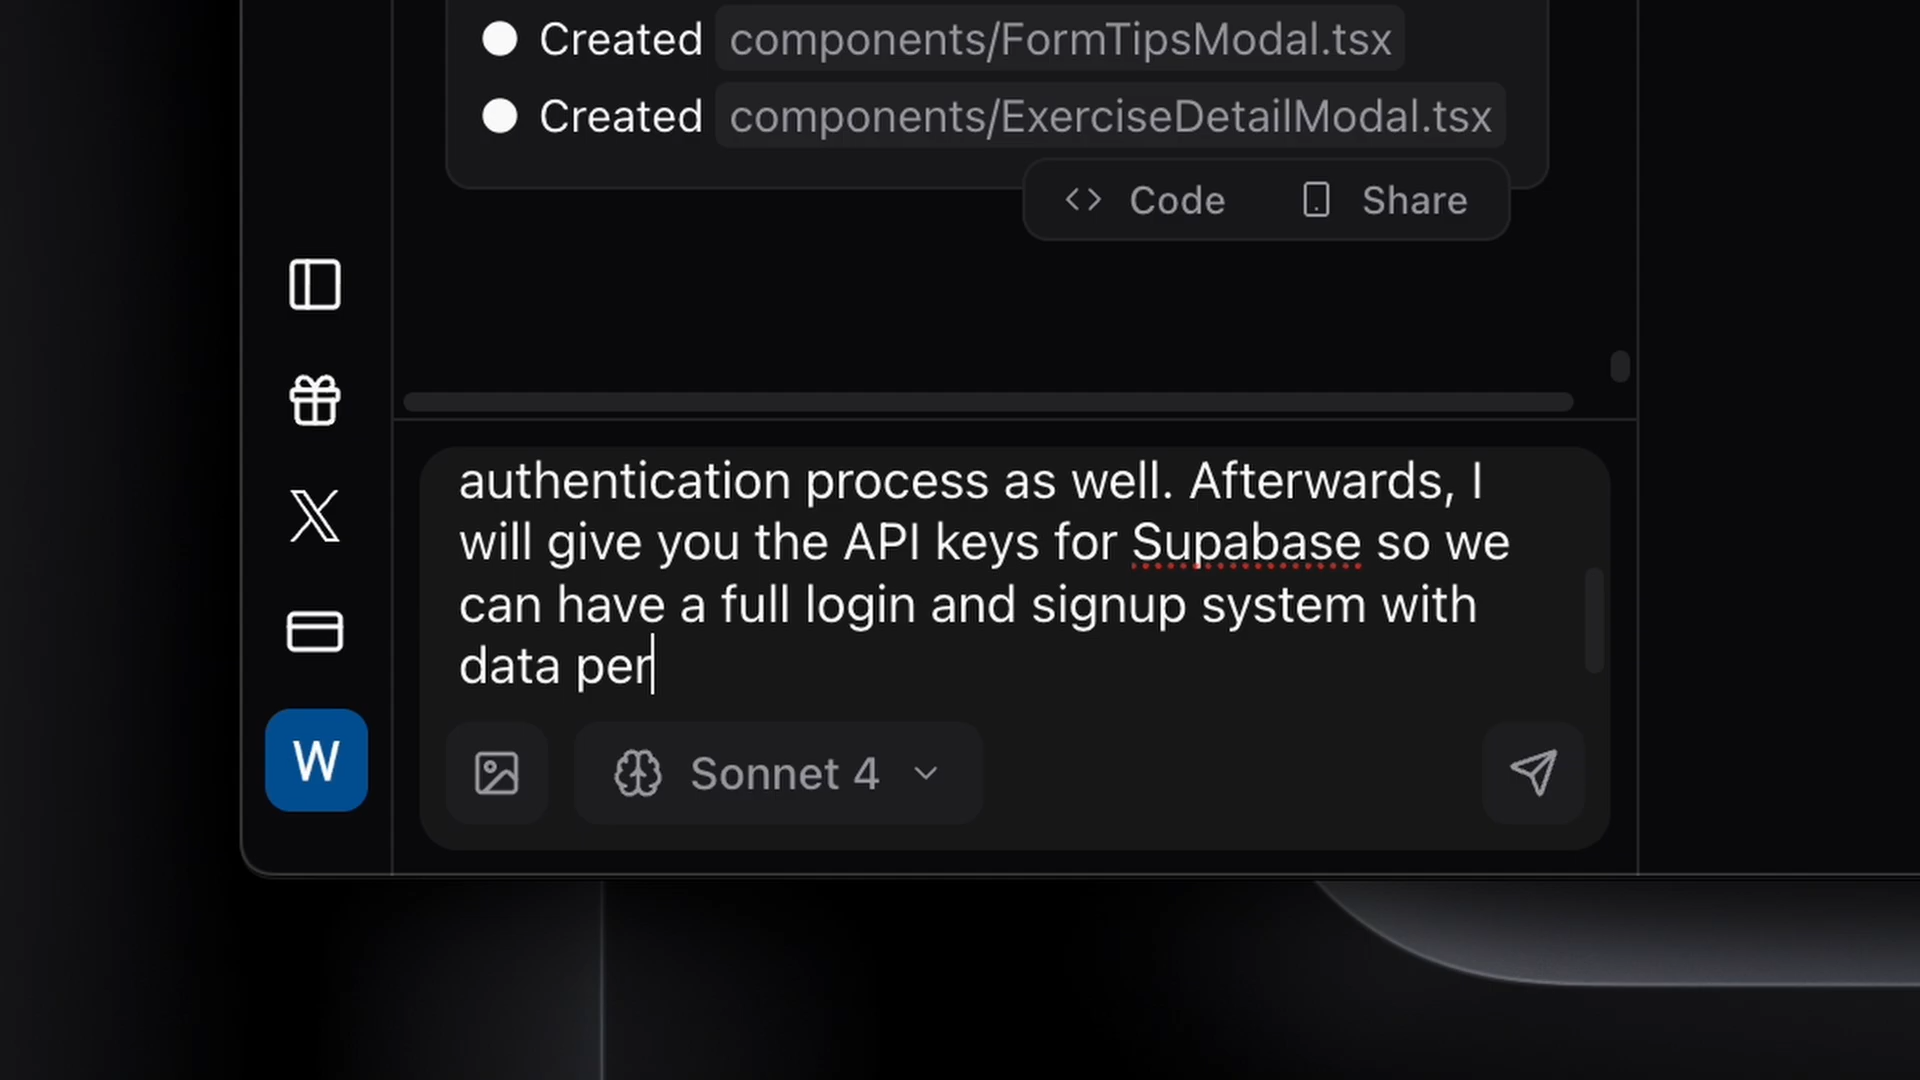 Created components/FormTipsModal.tsx
Created components/ExerciseDetailModal.tsx
Code Share
authentication process as well. Afterwards, I
will give you the API keys for Supabase so we
can have a full login and signup system with
data per
W
Sonnet 4